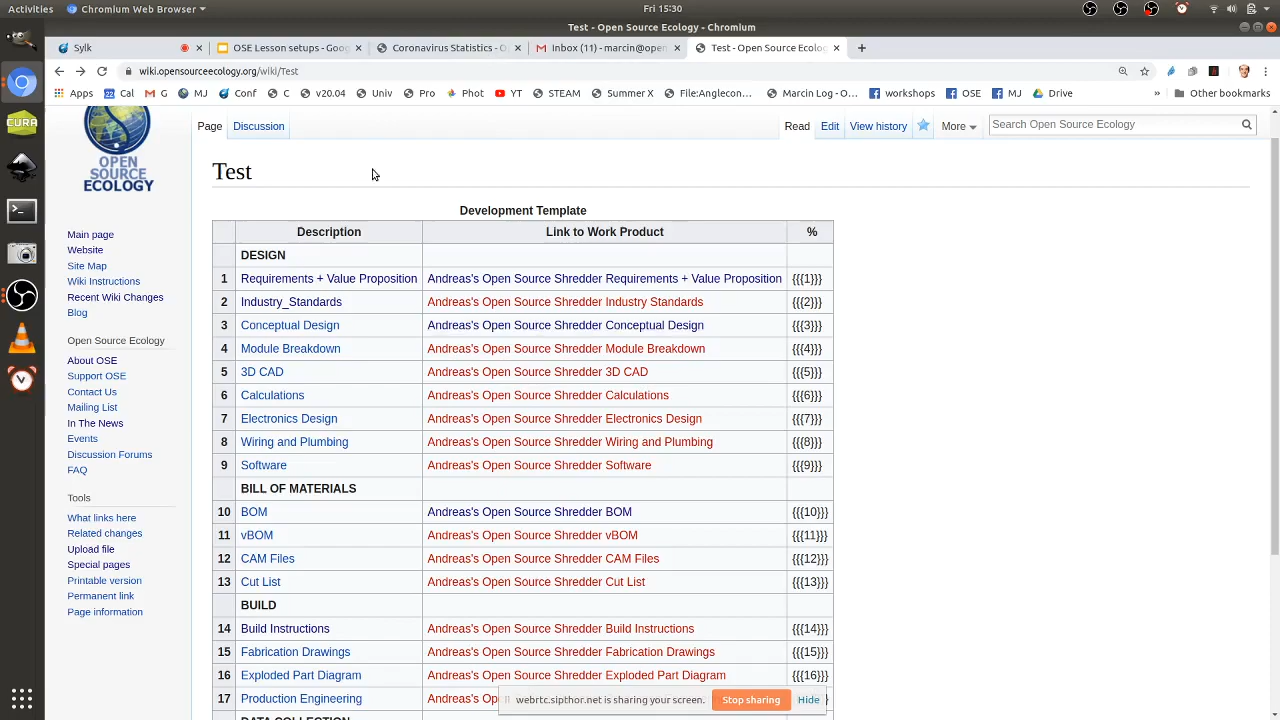 Activities Chromium Web Browser Fri 15:30
Test - Open Source Ecology - Chromium
Sylk OSE Lesson setups - Goog Coronavirus Statistics - O Inbox (11) - marcin@open Test - Open Source Ecolog
wiki.opensourceecology.org/wiki/Test
Apps Cal G MJ Conf C v20.04 Univ Pro Phot YT STEAM Summer X File:Anglecon... Marcin Log - O... workshops OSE MJ Drive » Other bookmarks
Page Discussion Read Edit View history More Search Open Source Ecology
OPEN
SOURCE
ECOLOGY
Main page
Website
Site Map
Wiki Instructions
Recent Wiki Changes
Blog
Open Source Ecology
About OSE
Support OSE
Contact Us
Mailing List
In The News
Events
Discussion Forums
FAQ
Tools
What links here
Related changes
Upload file
Special pages
Printable version
Permanent link
Page information
Test
Development Template
Description Link to Work Product %
DESIGN
1 Requirements + Value Proposition Andreas's Open Source Shredder Requirements + Value Proposition {{{1}}}
2 Industry_Standards Andreas's Open Source Shredder Industry Standards {{{2}}}
3 Conceptual Design Andreas's Open Source Shredder Conceptual Design {{{3}}}
4 Module Breakdown Andreas's Open Source Shredder Module Breakdown {{{4}}}
5 3D CAD Andreas's Open Source Shredder 3D CAD {{{5}}}
6 Calculations Andreas's Open Source Shredder Calculations {{{6}}}
7 Electronics Design Andreas's Open Source Shredder Electronics Design {{{7}}}
8 Wiring and Plumbing Andreas's Open Source Shredder Wiring and Plumbing {{{8}}}
9 Software Andreas's Open Source Shredder Software {{{9}}}
BILL OF MATERIALS
10 BOM Andreas's Open Source Shredder BOM {{{10}}}
11 vBOM Andreas's Open Source Shredder vBOM {{{11}}}
12 CAM Files Andreas's Open Source Shredder CAM Files {{{12}}}
13 Cut List Andreas's Open Source Shredder Cut List {{{13}}}
BUILD
14 Build Instructions Andreas's Open Source Shredder Build Instructions {{{14}}}
15 Fabrication Drawings Andreas's Open Source Shredder Fabrication Drawings {{{15}}}
16 Exploded Part Diagram Andreas's Open Source Shredder Exploded Part Diagram {{{16}}}
17 Production Engineering Andreas's
DATA COLLECTION
webrtc.sipthor.net is sharing your screen. Stop sharing Hide
CURA